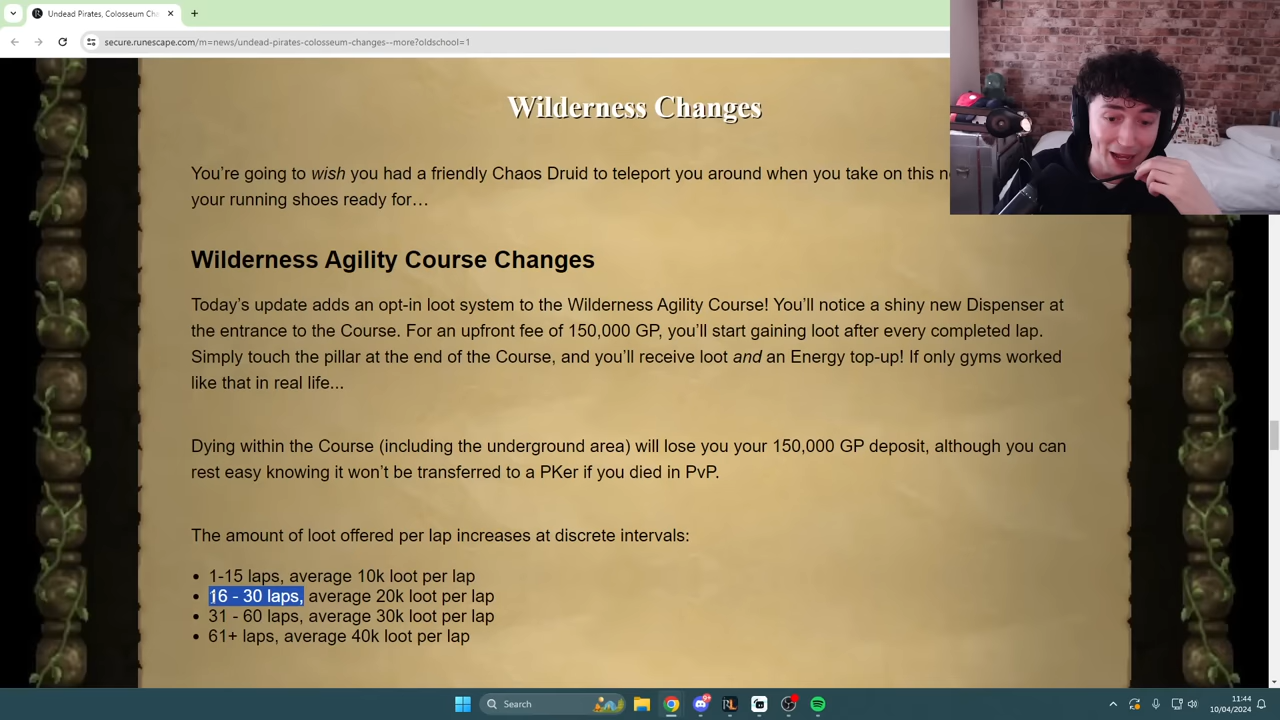 Undead Pirates, Colosseum Cha
secure.runescape.com/m=news/undead-pirates-colosseum-changes--more?oldschool=1
Wilderness Changes
You’re going to wish you had a friendly Chaos Druid to teleport you around when you take on this
your running shoes ready for…
Wilderness Agility Course Changes
Today’s update adds an opt-in loot system to the Wilderness Agility Course! You’ll notice a shiny new Dispenser at
the entrance to the Course. For an upfront fee of 150,000 GP, you’ll start gaining loot after every completed lap.
Simply touch the pillar at the end of the Course, and you’ll receive loot and an Energy top-up! If only gyms worked
like that in real life...
Dying within the Course (including the underground area) will lose you your 150,000 GP deposit, although you can
rest easy knowing it won’t be transferred to a PKer if you died in PvP.
The amount of loot offered per lap increases at discrete intervals:
• 1-15 laps, average 10k loot per lap
• 16 - 30 laps, average 20k loot per lap
• 31 - 60 laps, average 30k loot per lap
• 61+ laps, average 40k loot per lap
Search
11:44
10/04/2024